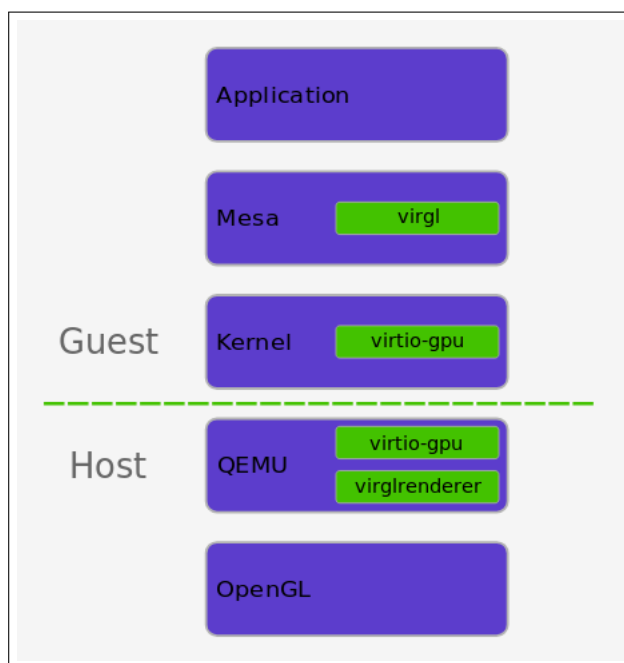 Application
Mesa
virgl
Guest
Kernel
virtio-gpu
Host
QEMU
virtio-gpu
virglrenderer
OpenGL